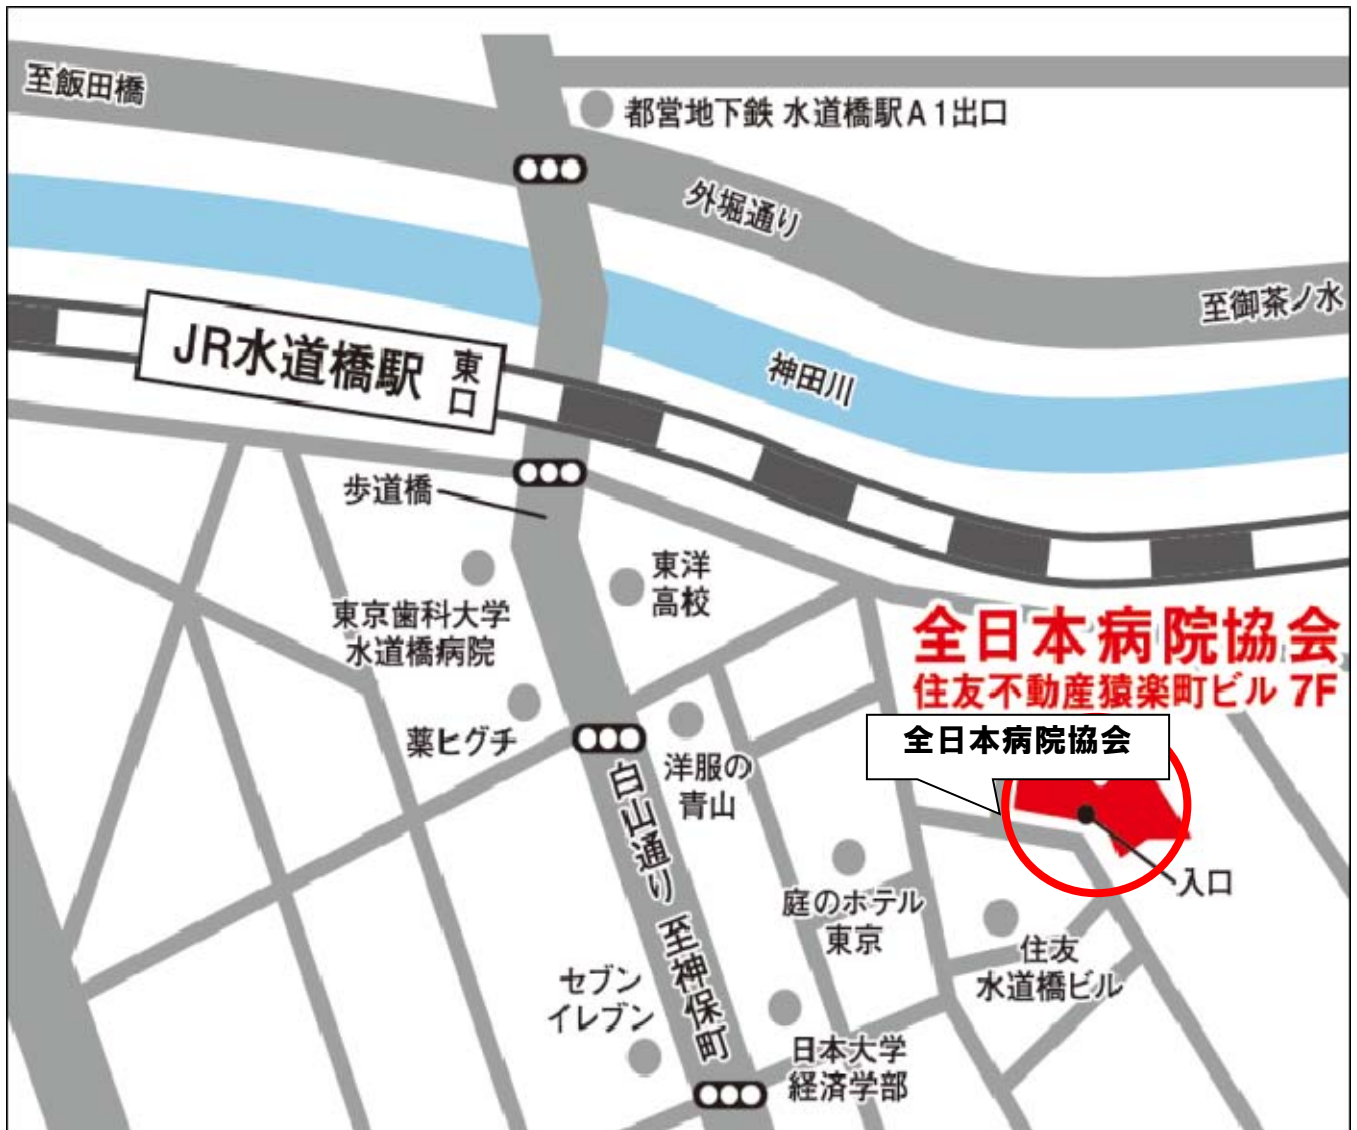 至飯田橋
都営地下鉄 水道橋駅A1出口
外堀通り
至御茶ノ水
JR水道橋駅 東口
神田川
歩道橋
東洋
高校
東京歯科大学
水道橋病院
全日本病院協会
住友不動産猿楽町ビル 7F
薬ヒグチ
洋服の
青山
全日本病院協会
白山通り 至神保町
入口
庭のホテル
東京
住友
水道橋ビル
セブン
イレブン
日本大学
経済学部